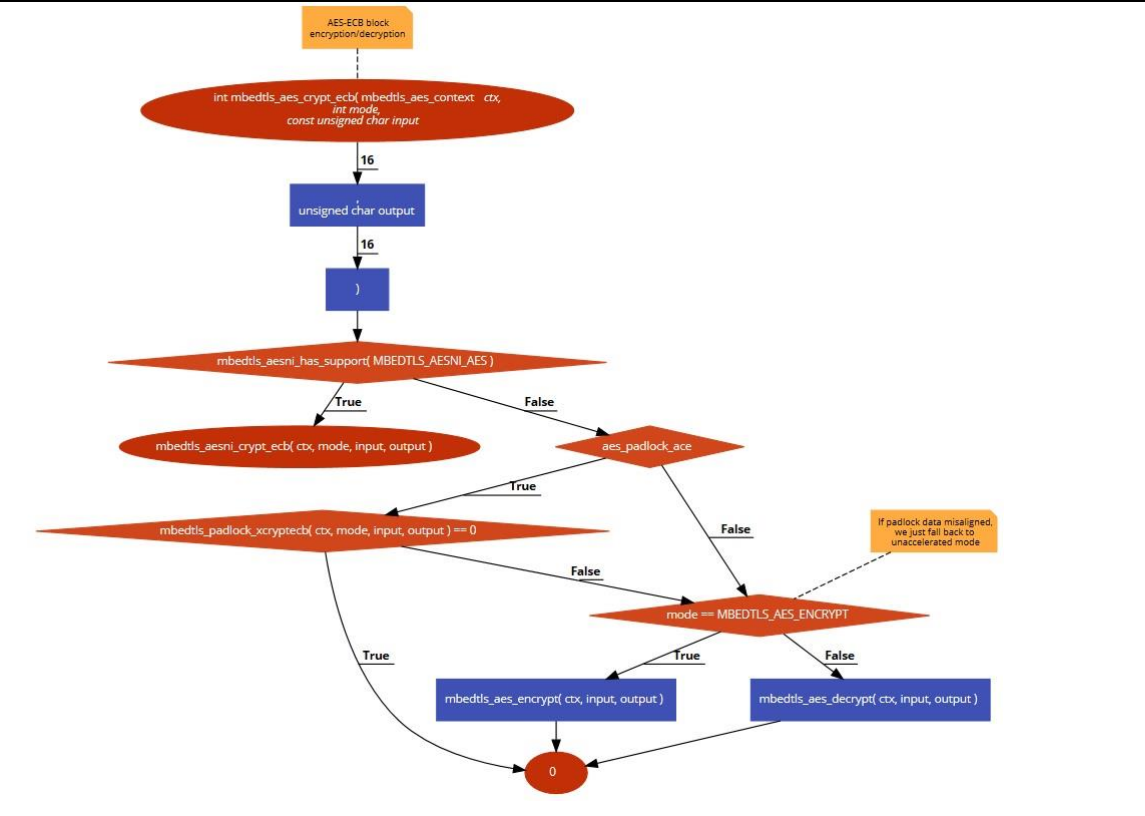 AES-ECB block
encryption/decryption
int mbedtls_aes_crypt_ecb( mbedtls_aes_context ctx,
int mode,
const unsigned char input
16
,
unsigned char output
16
)
mbedtls_aesni_has_support( MBEDTLS_AESNI_AES )
True
False
mbedtls_aesni_crypt_ecb( ctx, mode, input, output )
aes_padlock_ace
True
mbedtls_padlock_xcryptecb( ctx, mode, input, output ) == 0
False
If padlock data misaligned,
we just fall back to
unaccelerated mode
False
mode == MBEDTLS_AES_ENCRYPT
True
True
False
mbedtls_aes_encrypt( ctx, input, output )
mbedtls_aes_decrypt( ctx, input, output )
0